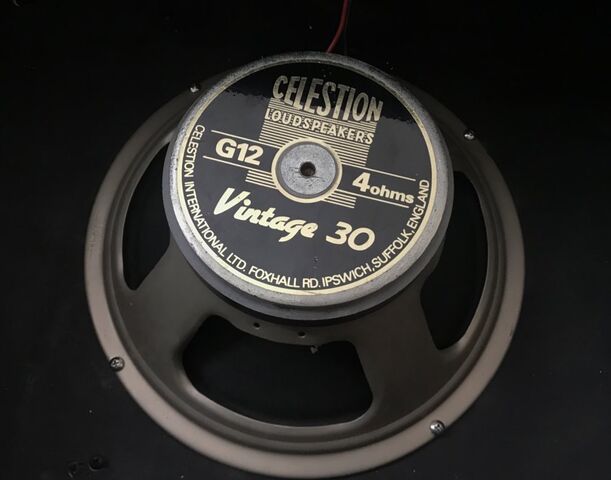 CELESTION
LOUDSPEAKERS
G12
4ohms
Vintage 30
CELESTION INTERNATIONAL LTD. FOXHALL RD. IPSWICH, SUFFOLK, ENGLAND